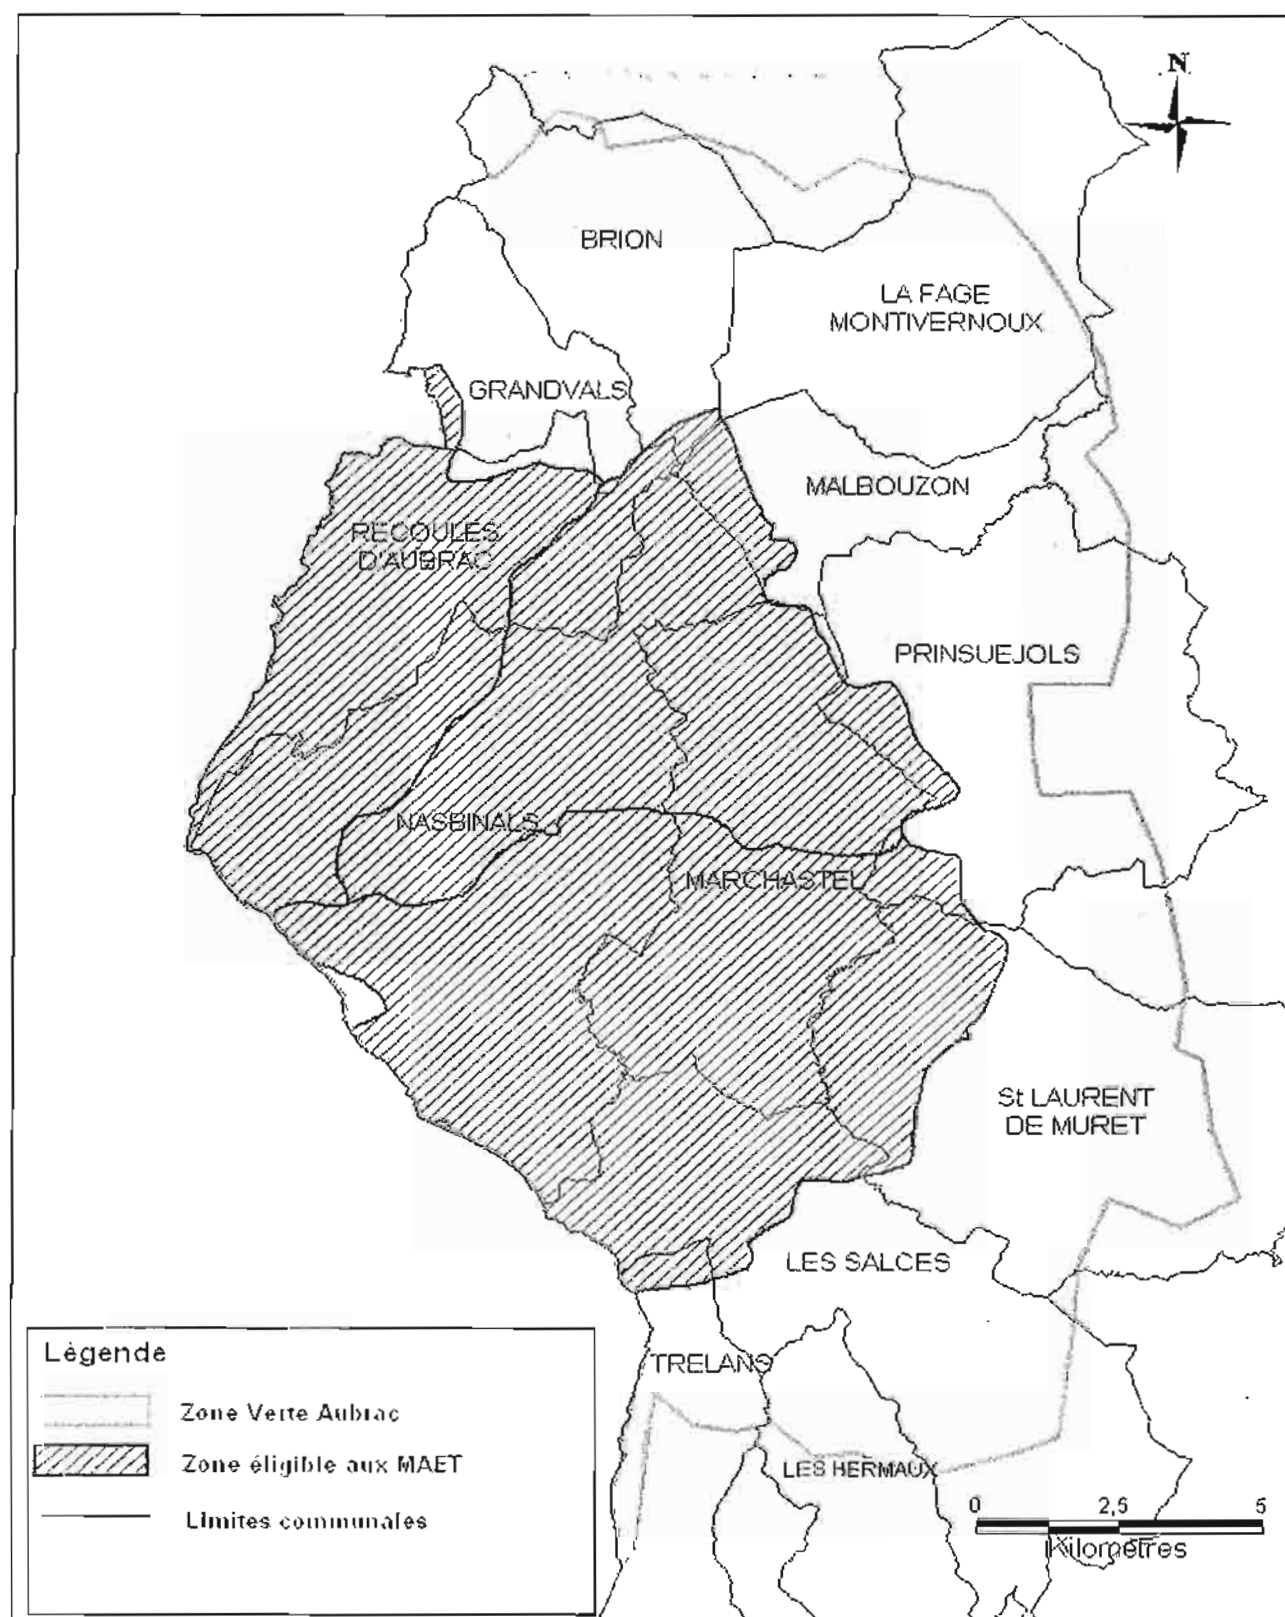 N
BRION
LA FAGE
MONTIVERNOUX
GRANDVALS
MALBOUZON
RECOULES
D'AUBRAC
PRINSUEJOLS
NASBINALS
MARCHASTEL
St LAURENT
DE MURET
LES SALCES
TRELANS
LES HERMAUX
Légende
Zone Verte Aubrac
Zone éligible aux MAET
Limites communales
0 2,5 5
Kilomètres